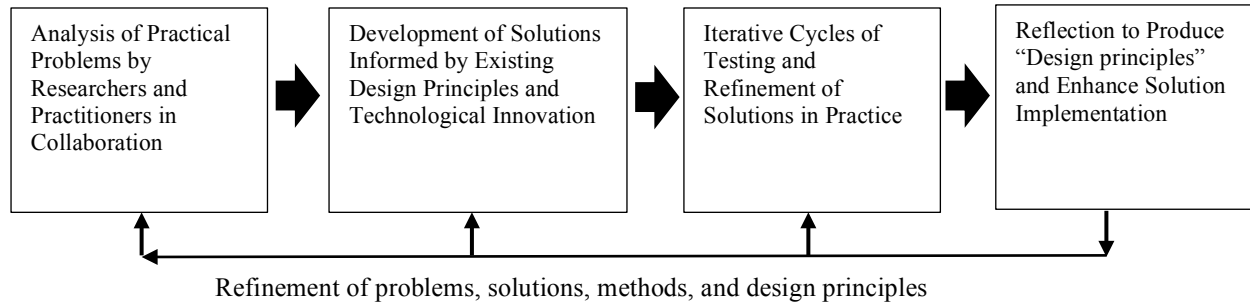 Analysis of Practical
Problems by
Researchers and
Practitioners in
Collaboration
Development of Solutions
Informed by Existing
Design Principles and
Technological Innovation
Iterative Cycles of
Testing and
Refinement of
Solutions in Practice
Reflection to Produce
“Design principles”
and Enhance Solution
Implementation
Refinement of problems, solutions, methods, and design principles